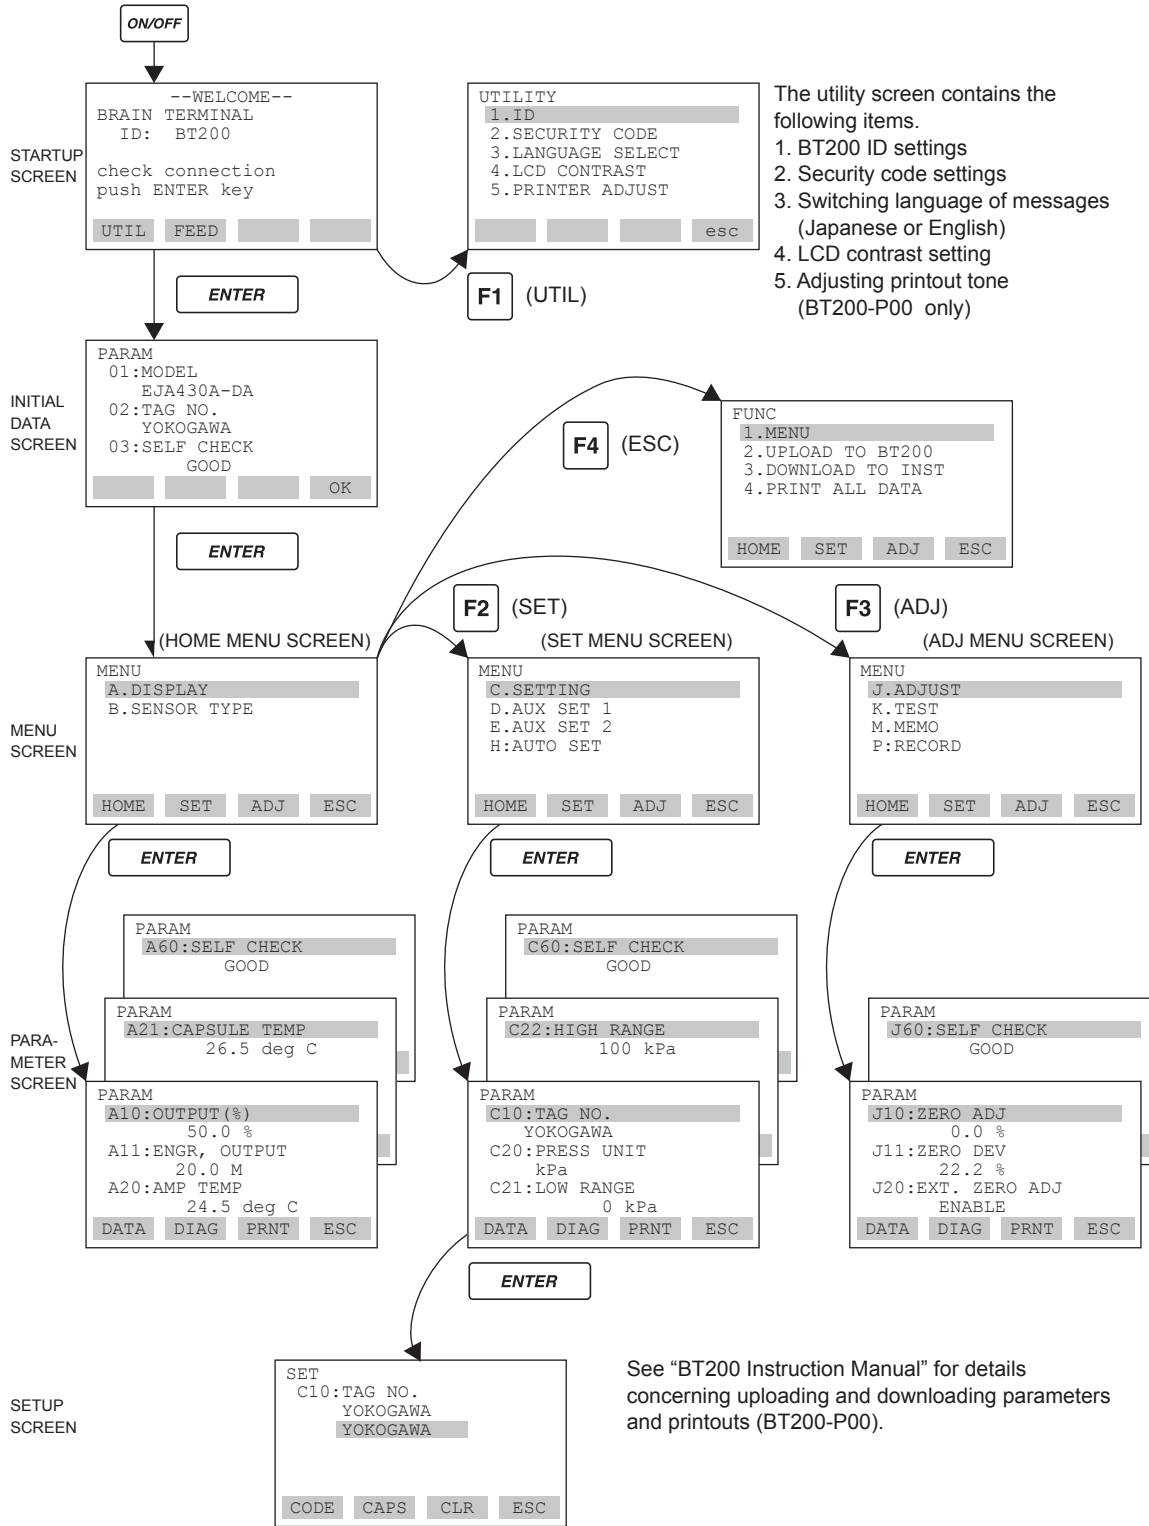 ON/OFF
STARTUP
SCREEN
--WELCOME--
BRAIN TERMINAL
ID: BT200
check connection
push ENTER key
UTIL FEED
UTILITY
1.ID
2.SECURITY CODE
3.LANGUAGE SELECT
4.LCD CONTRAST
5.PRINTER ADJUST
esc
The utility screen contains the
following items.
1. BT200 ID settings
2. Security code settings
3. Switching language of messages
(Japanese or English)
4. LCD contrast setting
5. Adjusting printout tone
(BT200-P00 only)
ENTER
F1 (UTIL)
INITIAL
DATA
SCREEN
PARAM
01:MODEL
EJA430A-DA
02:TAG NO.
YOKOGAWA
03:SELF CHECK
GOOD
OK
F4 (ESC)
FUNC
1.MENU
2.UPLOAD TO BT200
3.DOWNLOAD TO INST
4.PRINT ALL DATA
HOME SET ADJ ESC
ENTER
F2 (SET)
F3 (ADJ)
MENU
SCREEN
(HOME MENU SCREEN)
MENU
A.DISPLAY
B.SENSOR TYPE
HOME SET ADJ ESC
(SET MENU SCREEN)
MENU
C.SETTING
D.AUX SET 1
E.AUX SET 2
H:AUTO SET
HOME SET ADJ ESC
(ADJ MENU SCREEN)
MENU
J.ADJUST
K.TEST
M.MEMO
P:RECORD
HOME SET ADJ ESC
ENTER
ENTER
ENTER
PARA-
METER
SCREEN
PARAM
A60:SELF CHECK
GOOD
PARAM
A21:CAPSULE TEMP
26.5 deg C
PARAM
A10:OUTPUT(%)
50.0 %
A11:ENGR, OUTPUT
20.0 M
A20:AMP TEMP
24.5 deg C
DATA DIAG PRNT ESC
PARAM
C60:SELF CHECK
GOOD
PARAM
C22:HIGH RANGE
100 kPa
PARAM
C10:TAG NO.
YOKOGAWA
C20:PRESS UNIT
kPa
C21:LOW RANGE
0 kPa
DATA DIAG PRNT ESC
PARAM
J60:SELF CHECK
GOOD
PARAM
J10:ZERO ADJ
0.0 %
J11:ZERO DEV
22.2 %
J20:EXT. ZERO ADJ
ENABLE
DATA DIAG PRNT ESC
ENTER
SETUP
SCREEN
SET
C10:TAG NO.
YOKOGAWA
YOKOGAWA
CODE CAPS CLR ESC
See “BT200 Instruction Manual” for details
concerning uploading and downloading parameters
and printouts (BT200-P00).